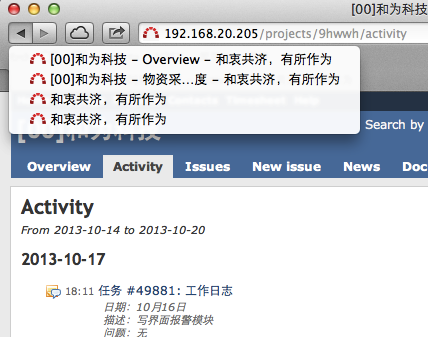 [00]和为科技
192.168.20.205/projects/9hwwh/activity
[00]和为科技 – Overview – 和衷共济，有所作为
[00]和为科技 – 物资采...度 – 和衷共济，有所作为
和衷共济，有所作为
和衷共济，有所作为
[00]和为科技
Search by
Overview Activity Issues New issue News Doc
Activity
From 2013-10-14 to 2013-10-20
2013-10-17
18:11 任务 #49881: 工作日志
日期：10月16日
描述：写界面报警模块
问题：无